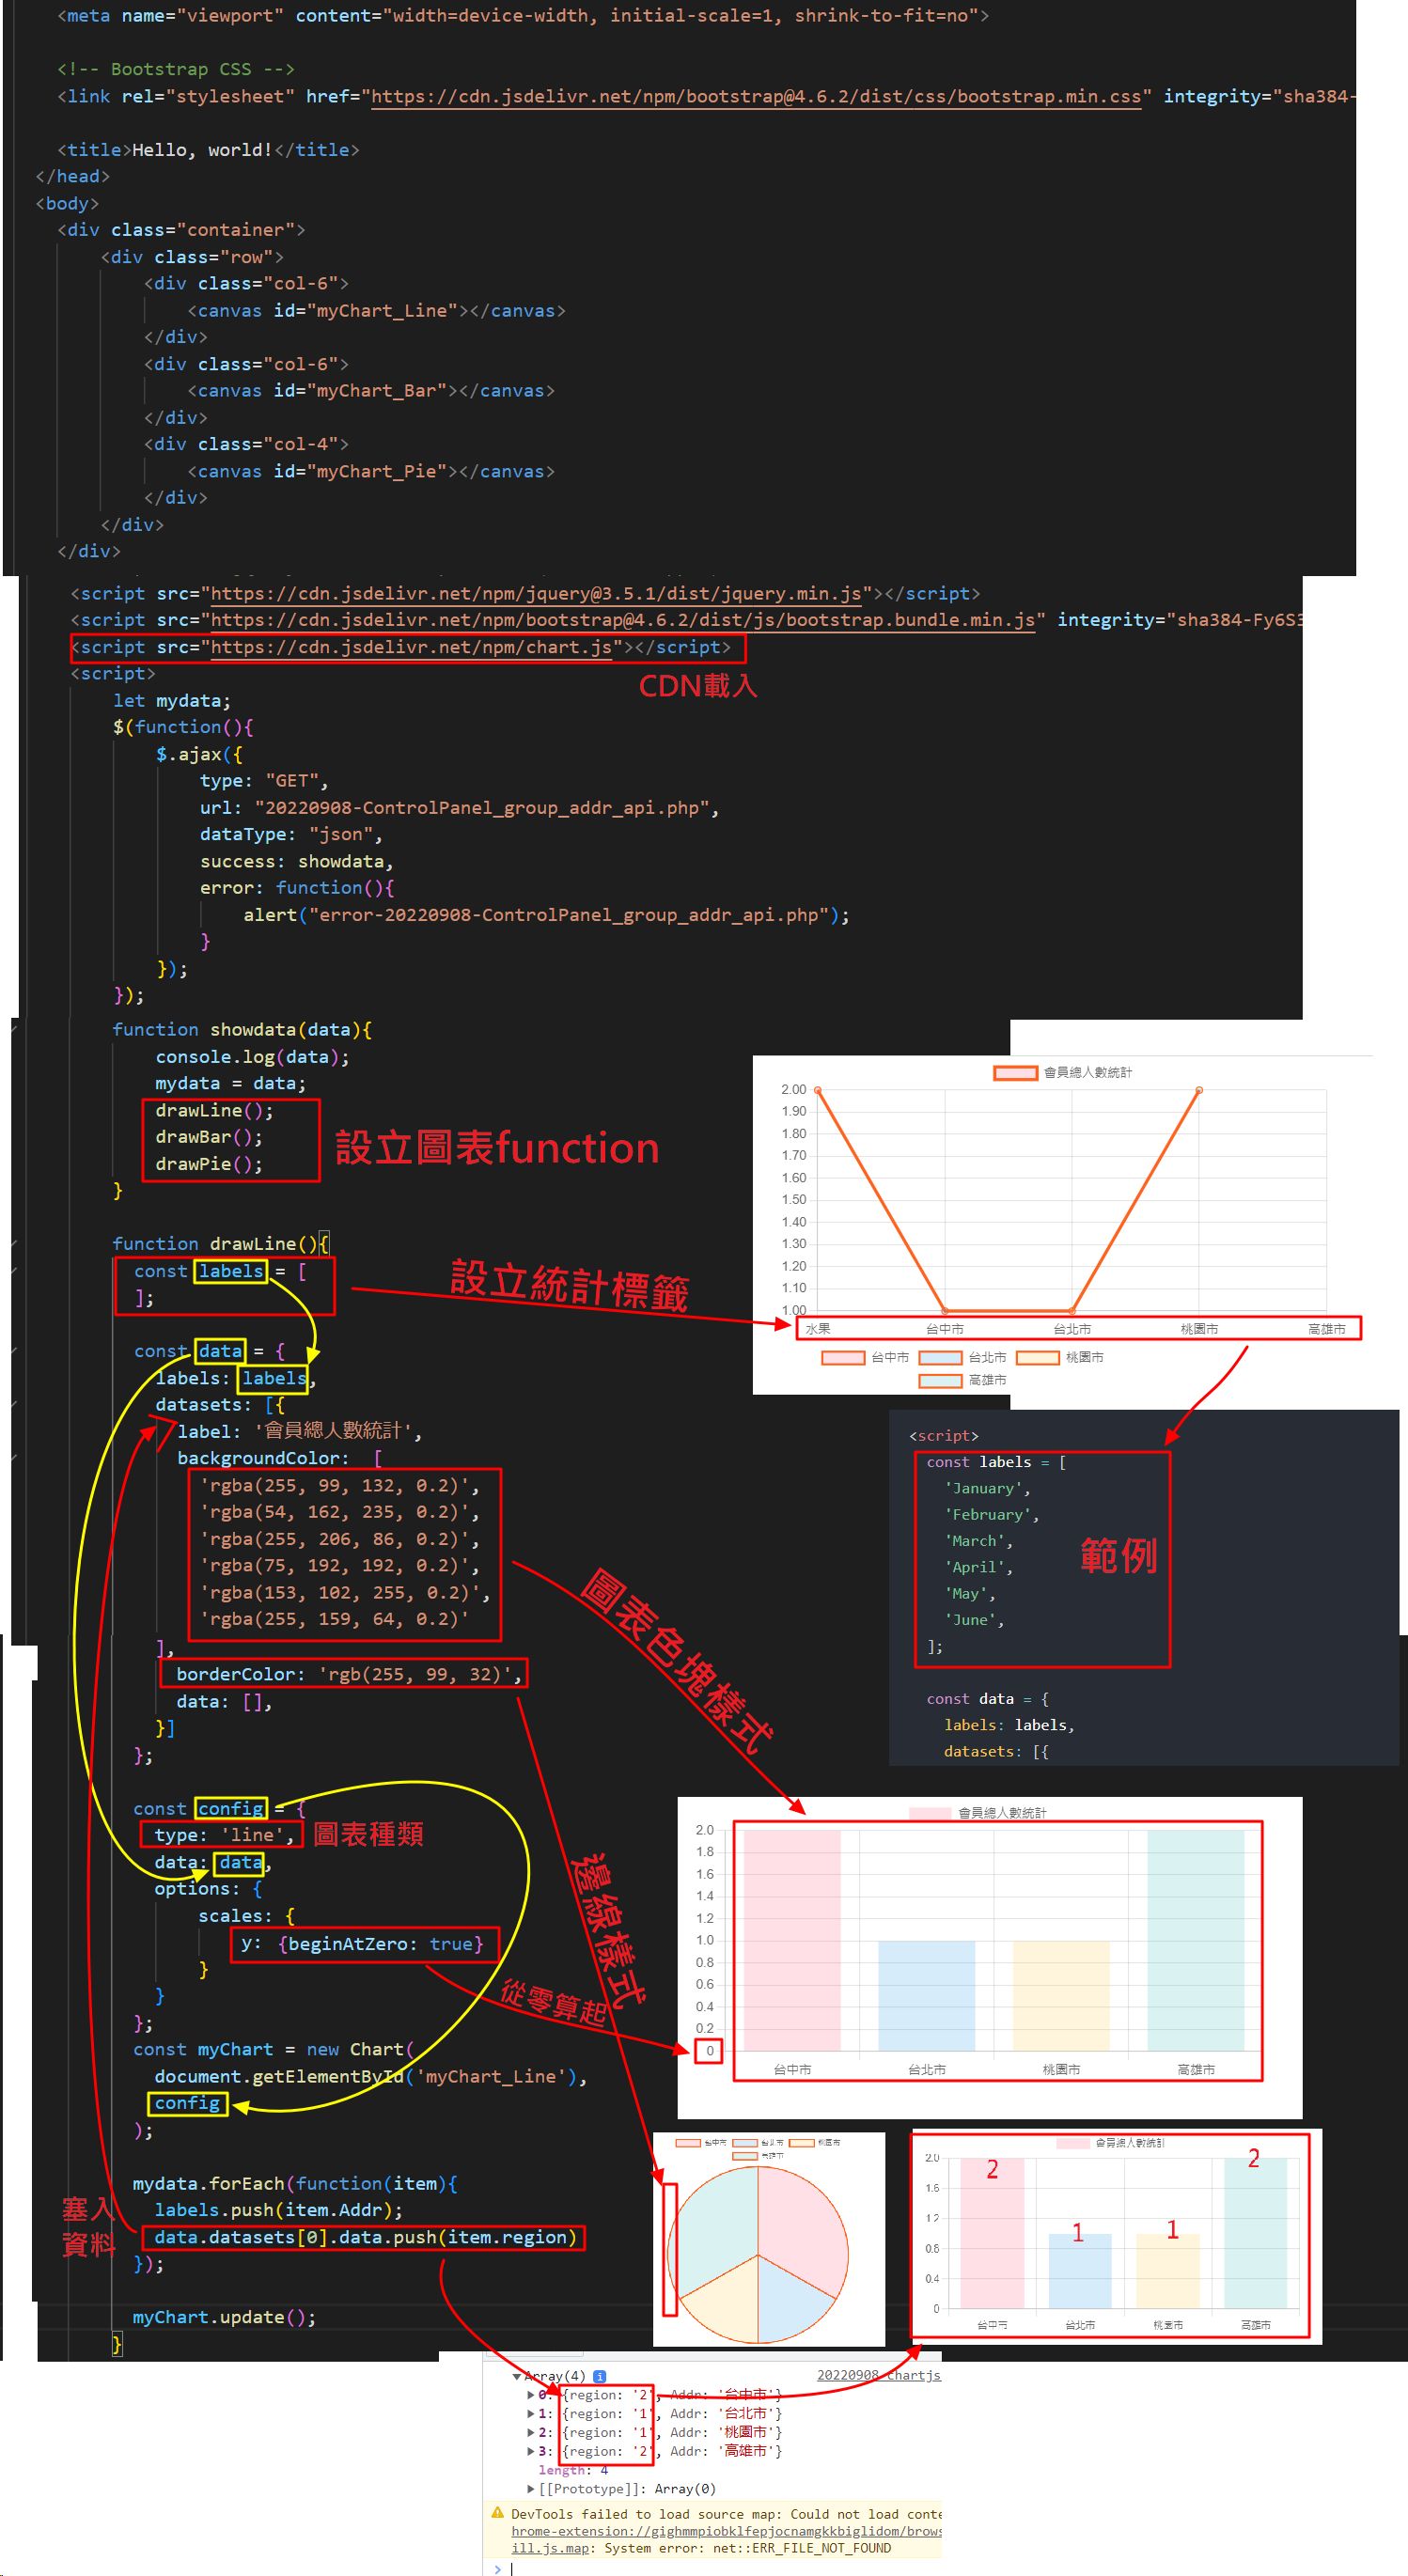 <meta name="viewport" content="width=device-width, initial-scale=1, shrink-to-fit=no">
<!-- Bootstrap CSS -->
<link rel="stylesheet" href="https://cdn.jsdelivr.net/npm/bootstrap@4.6.2/dist/css/bootstrap.min.css" integrity="sha384-
<title>Hello, world!</title>
</head>
<body>
<div class="container">
<div class="row">
<div class="col-6">
<canvas id="myChart_Line"></canvas>
</div>
<div class="col-6">
<canvas id="myChart_Bar"></canvas>
</div>
<div class="col-4">
<canvas id="myChart_Pie"></canvas>
</div>
</div>
</div>
<script src="https://cdn.jsdelivr.net/npm/jquery@3.5.1/dist/jquery.min.js"></script>
<script src="https://cdn.jsdelivr.net/npm/bootstrap@4.6.2/dist/js/bootstrap.bundle.min.js" integrity="sha384-Fy6S3
<script src="https://cdn.jsdelivr.net/npm/chart.js"></script>
<script>
CDN載入
let mydata;
$(function(){
$.ajax({
type: "GET",
url: "20220908-ControlPanel_group_addr_api.php",
dataType: "json",
success: showdata,
error: function(){
alert("error-20220908-ControlPanel_group_addr_api.php");
}
});
});
function showdata(data){
console.log(data);
mydata = data;
drawLine();
drawBar();
drawPie();
}
設立圖表function
function drawLine(){
const labels = [
];
設立統計標籤
const data = {
labels: labels,
datasets: [{
label: '會員總人數統計',
backgroundColor: [
'rgba(255, 99, 132, 0.2)',
'rgba(54, 162, 235, 0.2)',
'rgba(255, 206, 86, 0.2)',
'rgba(75, 192, 192, 0.2)',
'rgba(153, 102, 255, 0.2)',
'rgba(255, 159, 64, 0.2)'
],
borderColor: 'rgb(255, 99, 32)',
data: [],
}]
};
圖表色塊樣式
邊線樣式
const config = {
type: 'line',
圖表種類
data: data,
options: {
scales: {
y: {beginAtZero: true}
}
}
};
從零算起
const myChart = new Chart(
document.getElementById('myChart_Line'),
config
);
mydata.forEach(function(item){
labels.push(item.Addr);
data.datasets[0].data.push(item.region)
});
塞入
資料
myChart.update();
}
會員總人數統計
2.00
1.90
1.80
1.70
1.60
1.50
1.40
1.30
1.20
1.10
1.00
水果 台中市 台北市 桃園市 高雄市
台中市 台北市 桃園市
高雄市
<script>
const labels = [
'January',
'February',
'March',
'April',
'May',
'June',
];
範例
const data = {
labels: labels,
datasets: [{
會員總人數統計
2.0
1.8
1.6
1.4
1.2
1.0
0.8
0.6
0.4
0.2
0
台中市 台北市 桃園市 高雄市
台中市 台北市 桃園市
高雄市
會員總人數統計
2.0
1.6
1.2
0.8
0.4
0
2 1 1 2
台中市 台北市 桃園市 高雄市
Array(4) i 20220908 chartjs
0: {region: '2', Addr: '台中市'}
1: {region: '1', Addr: '台北市'}
2: {region: '1', Addr: '桃園市'}
3: {region: '2', Addr: '高雄市'}
length: 4
[[Prototype]]: Array(0)
DevTools failed to load source map: Could not load conte
hrome-extension://gighmmpiobklfepjocnamgkkbiglidom/brows
ill.js.map: System error: net::ERR_FILE_NOT_FOUND
>